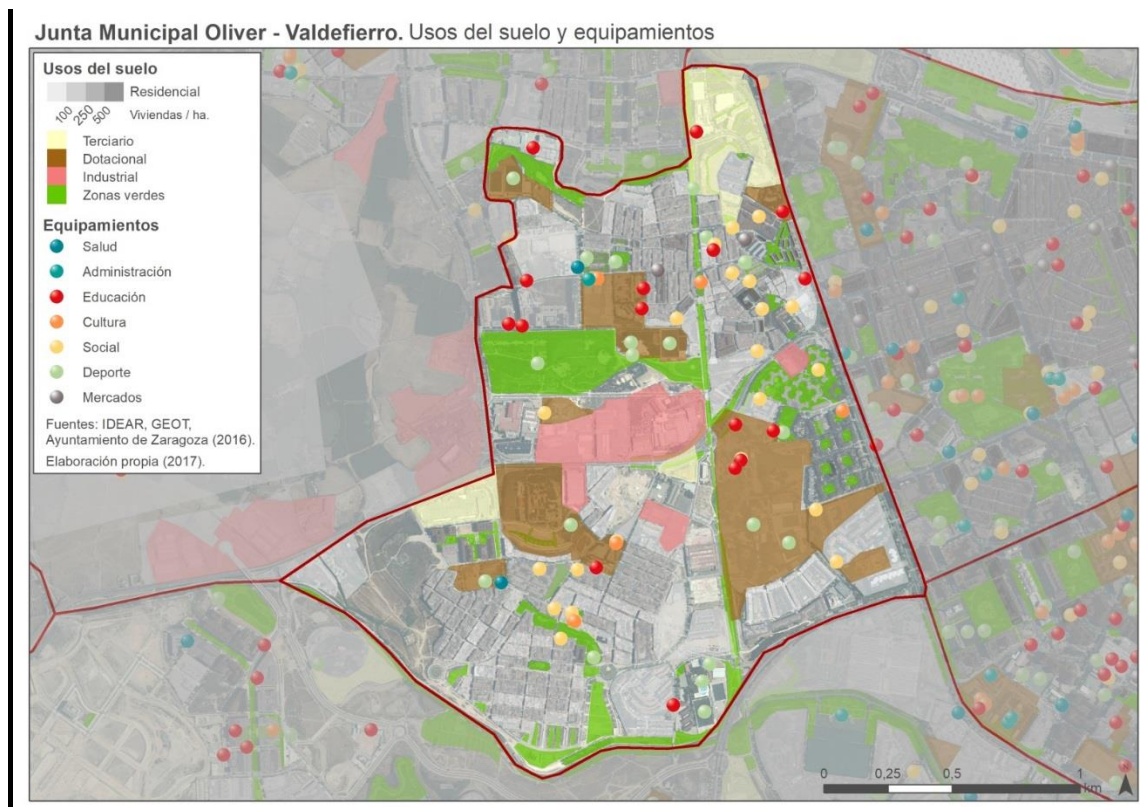 Junta Municipal Oliver - Valdefierro. Usos del suelo y equipamientos
Usos del suelo
Residencial
100 250 500 Viviendas / ha.
Terciario
Dotacional
Industrial
Zonas verdes
Equipamientos
Salud
Administración
Educación
Cultura
Social
Deporte
Mercados
Fuentes: IDEAR, GEOT,
Ayuntamiento de Zaragoza (2016).
Elaboración propia (2017).
0 0,25 0,5 1
km
N